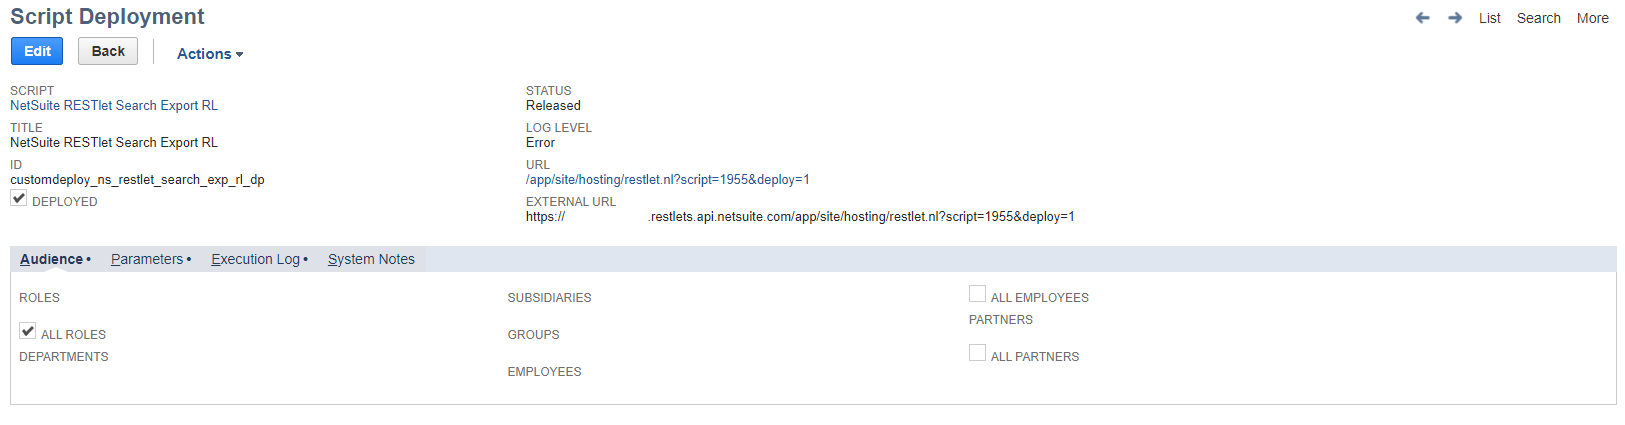 Script Deployment
List Search More
Edit Back Actions
SCRIPT
NetSuite RESTlet Search Export RL
TITLE
NetSuite RESTlet Search Export RL
ID
customdeploy_ns_restlet_search_exp_rl_dp
DEPLOYED
STATUS
Released
LOG LEVEL
Error
URL
/app/site/hosting/restlet.nl?script=1955&deploy=1
EXTERNAL URL
https:// .restlets.api.netsuite.com/app/site/hosting/restlet.nl?script=1955&deploy=1
Audience • Parameters • Execution Log • System Notes
ROLES
ALL ROLES
DEPARTMENTS
SUBSIDIARIES
GROUPS
EMPLOYEES
ALL EMPLOYEES
PARTNERS
ALL PARTNERS